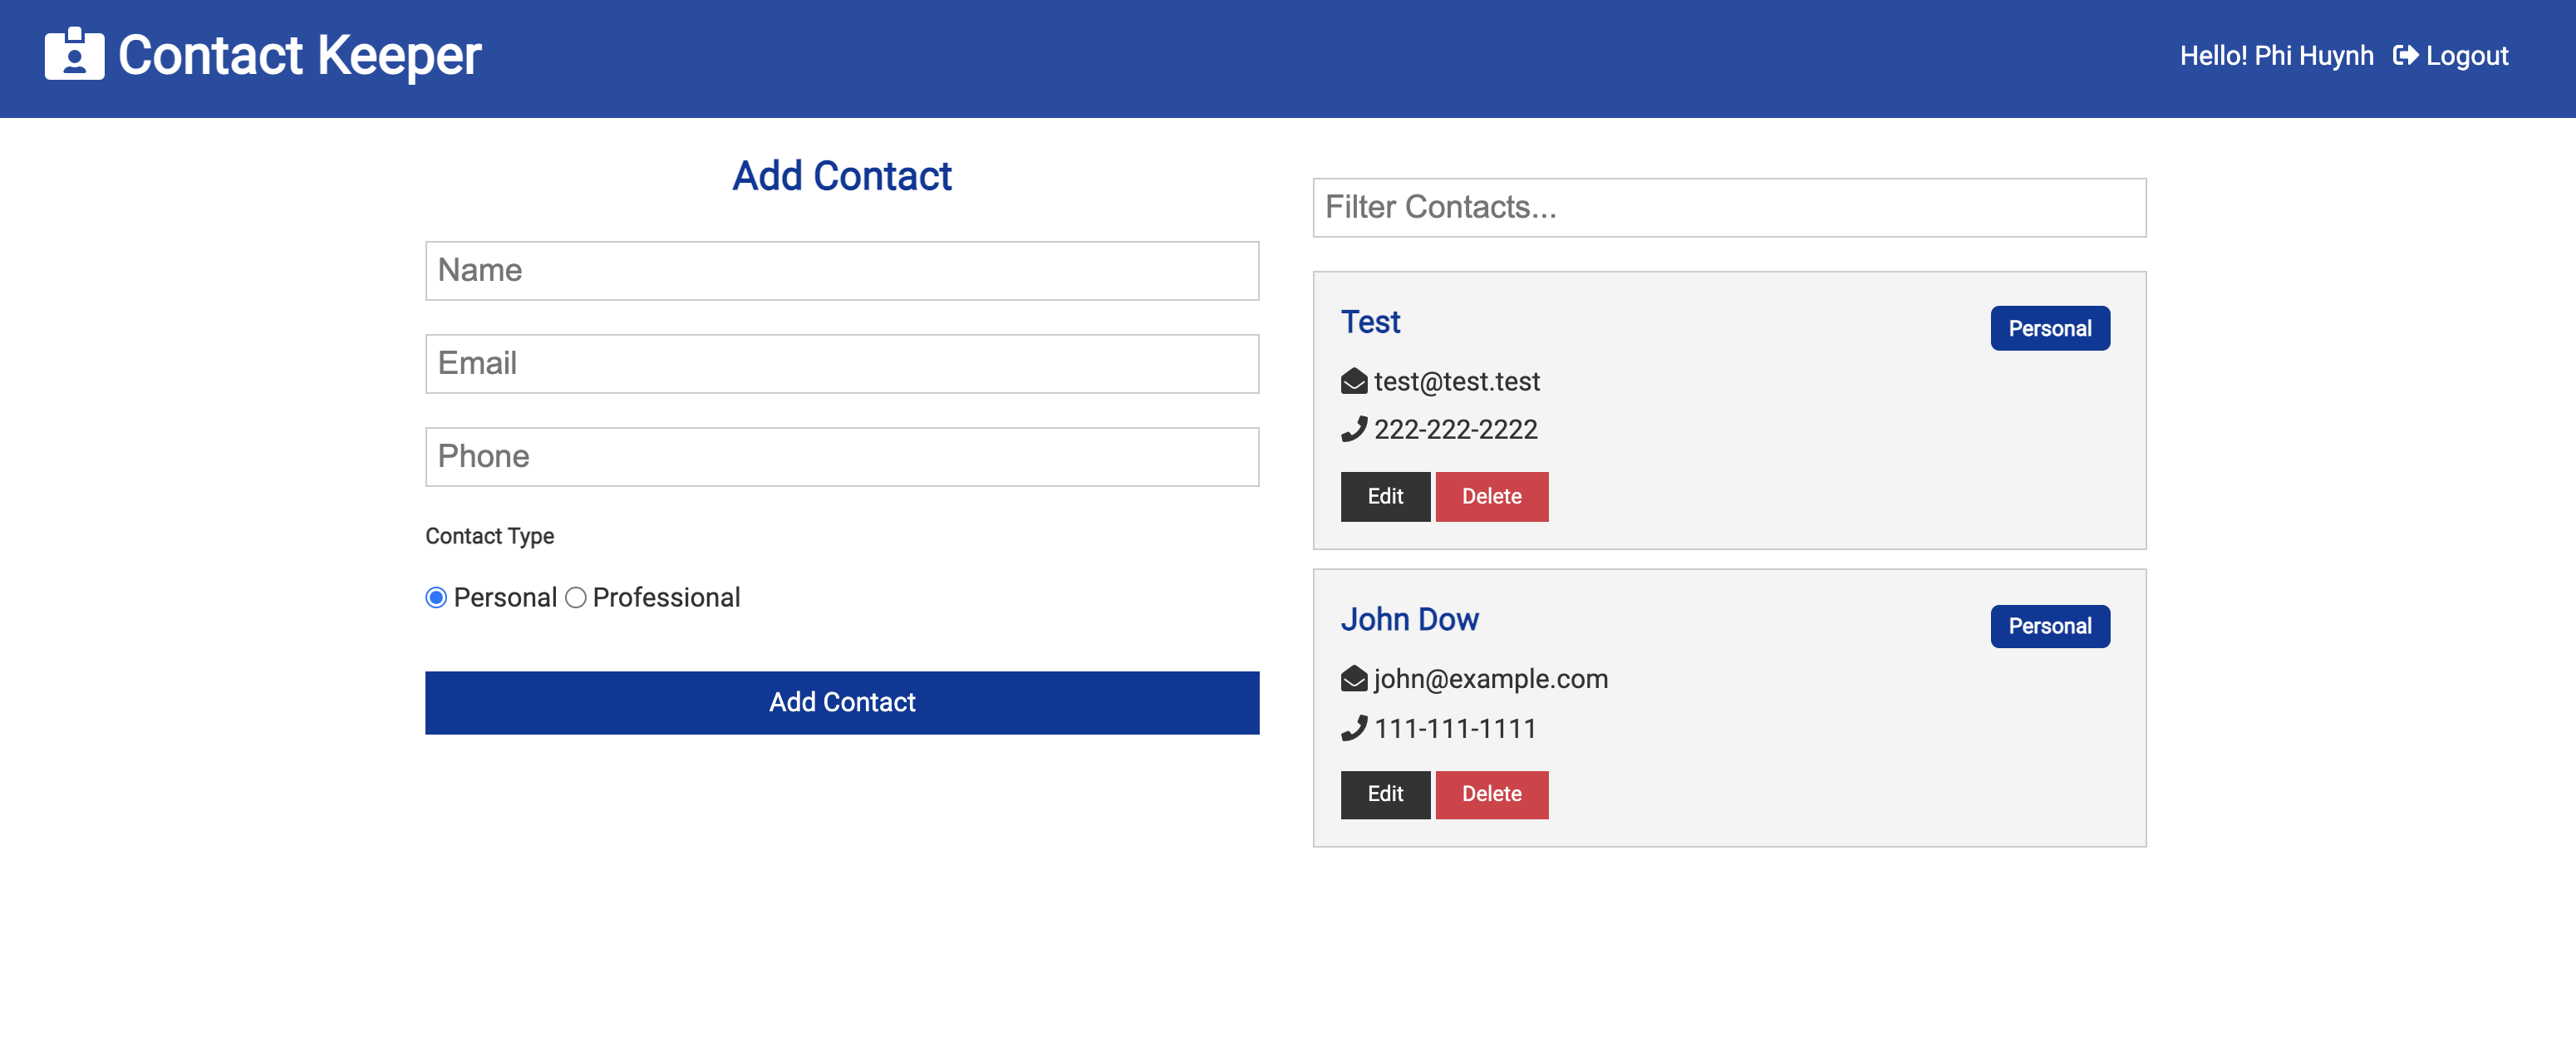 Contact Keeper
Hello! Phi Huynh Logout
Add Contact
Name
Email
Phone
Contact Type
Personal Professional
Add Contact
Filter Contacts...
Test
Personal
test@test.test
222-222-2222
Edit Delete
John Dow
Personal
john@example.com
111-111-1111
Edit Delete